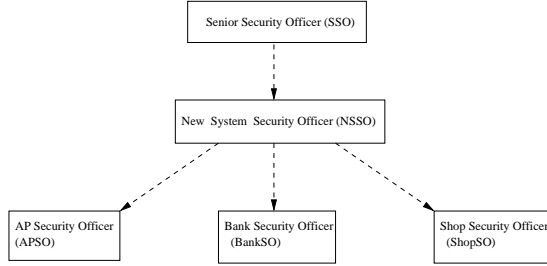 Senior Security Officer (SSO)
New System Security Officer (NSSO)
AP Security Officer
(APSO)
Bank Security Officer
(BankSO)
Shop Security Officer
(ShopSO)